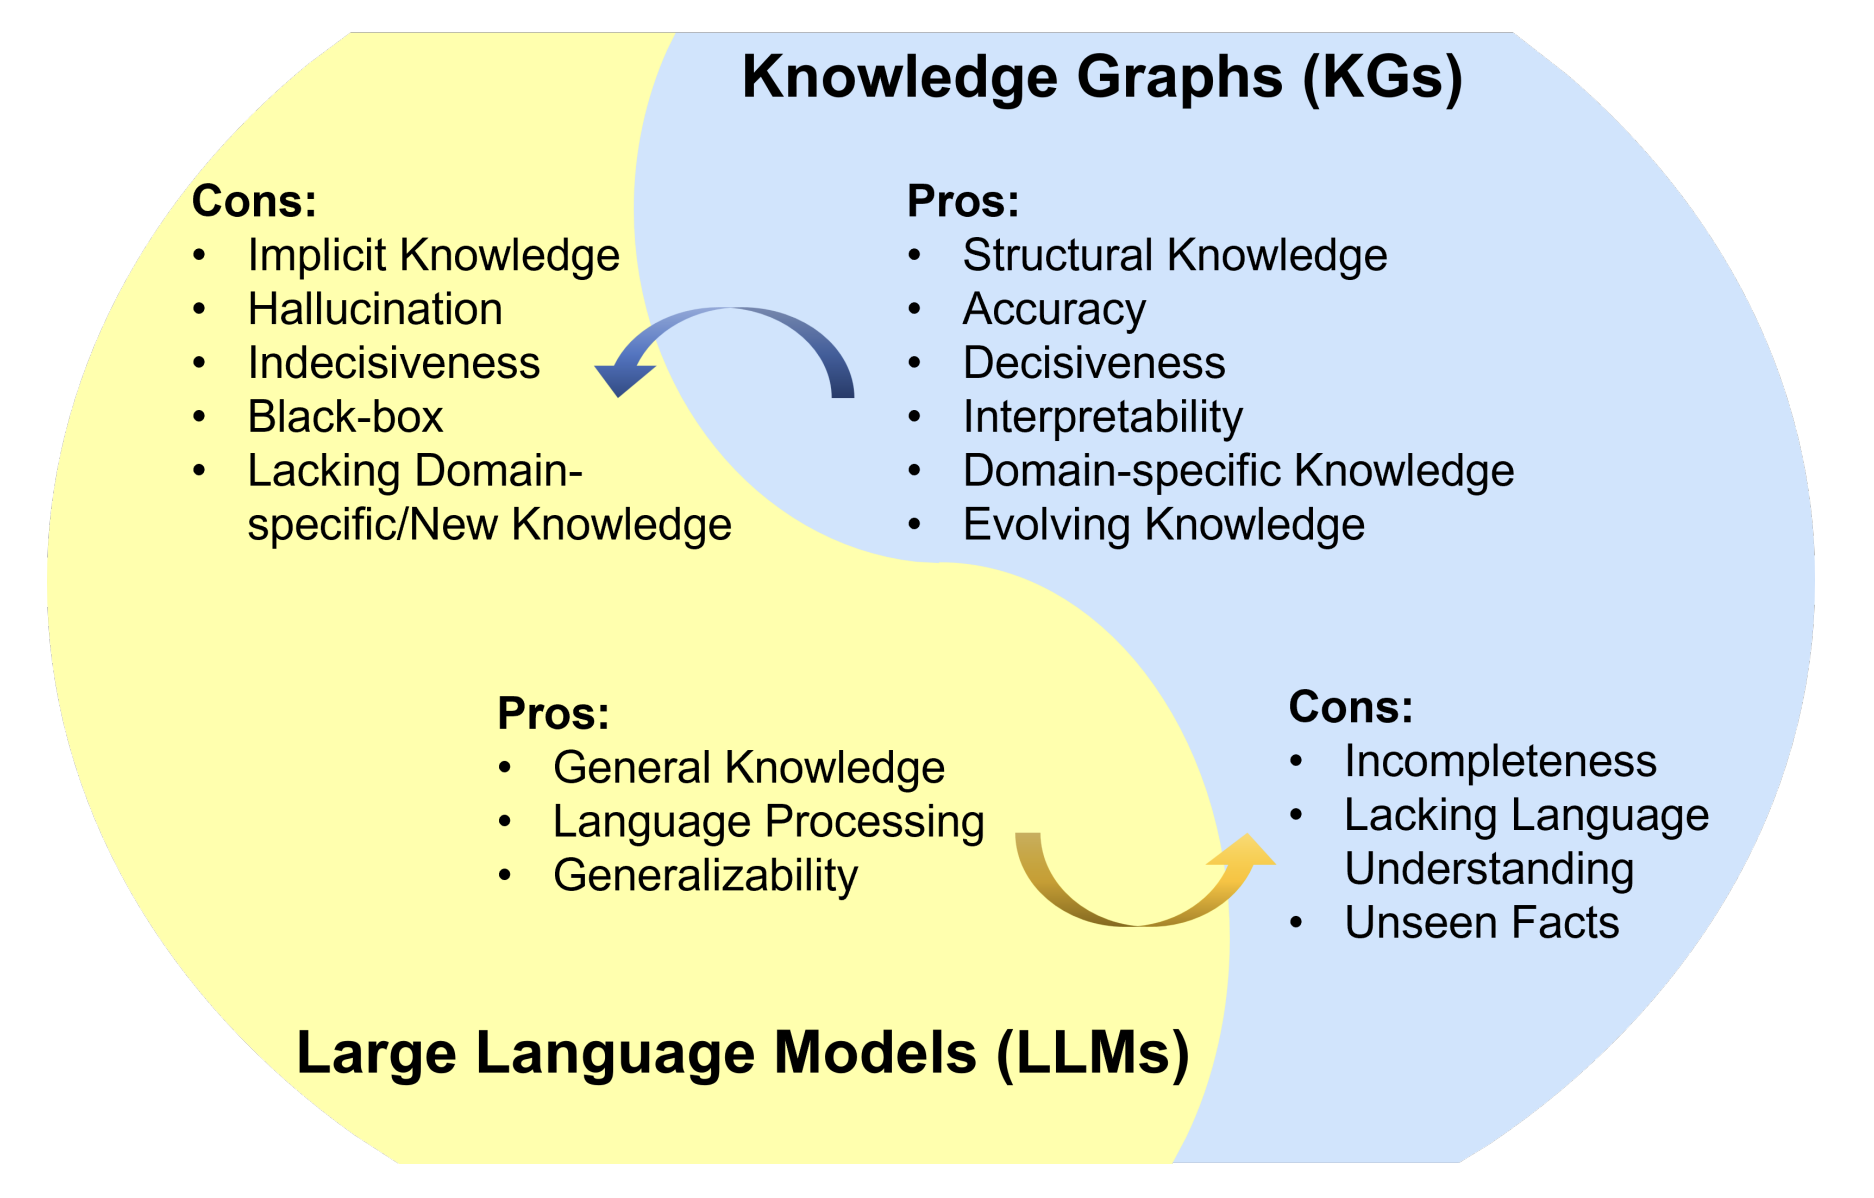 Knowledge Graphs (KGs)
Cons:
• Implicit Knowledge
• Hallucination
• Indecisiveness
• Black-box
• Lacking Domain-
specific/New Knowledge
Pros:
• Structural Knowledge
• Accuracy
• Decisiveness
• Interpretability
• Domain-specific Knowledge
• Evolving Knowledge
Pros:
• General Knowledge
• Language Processing
• Generalizability
Cons:
• Incompleteness
• Lacking Language
Understanding
• Unseen Facts
Large Language Models (LLMs)